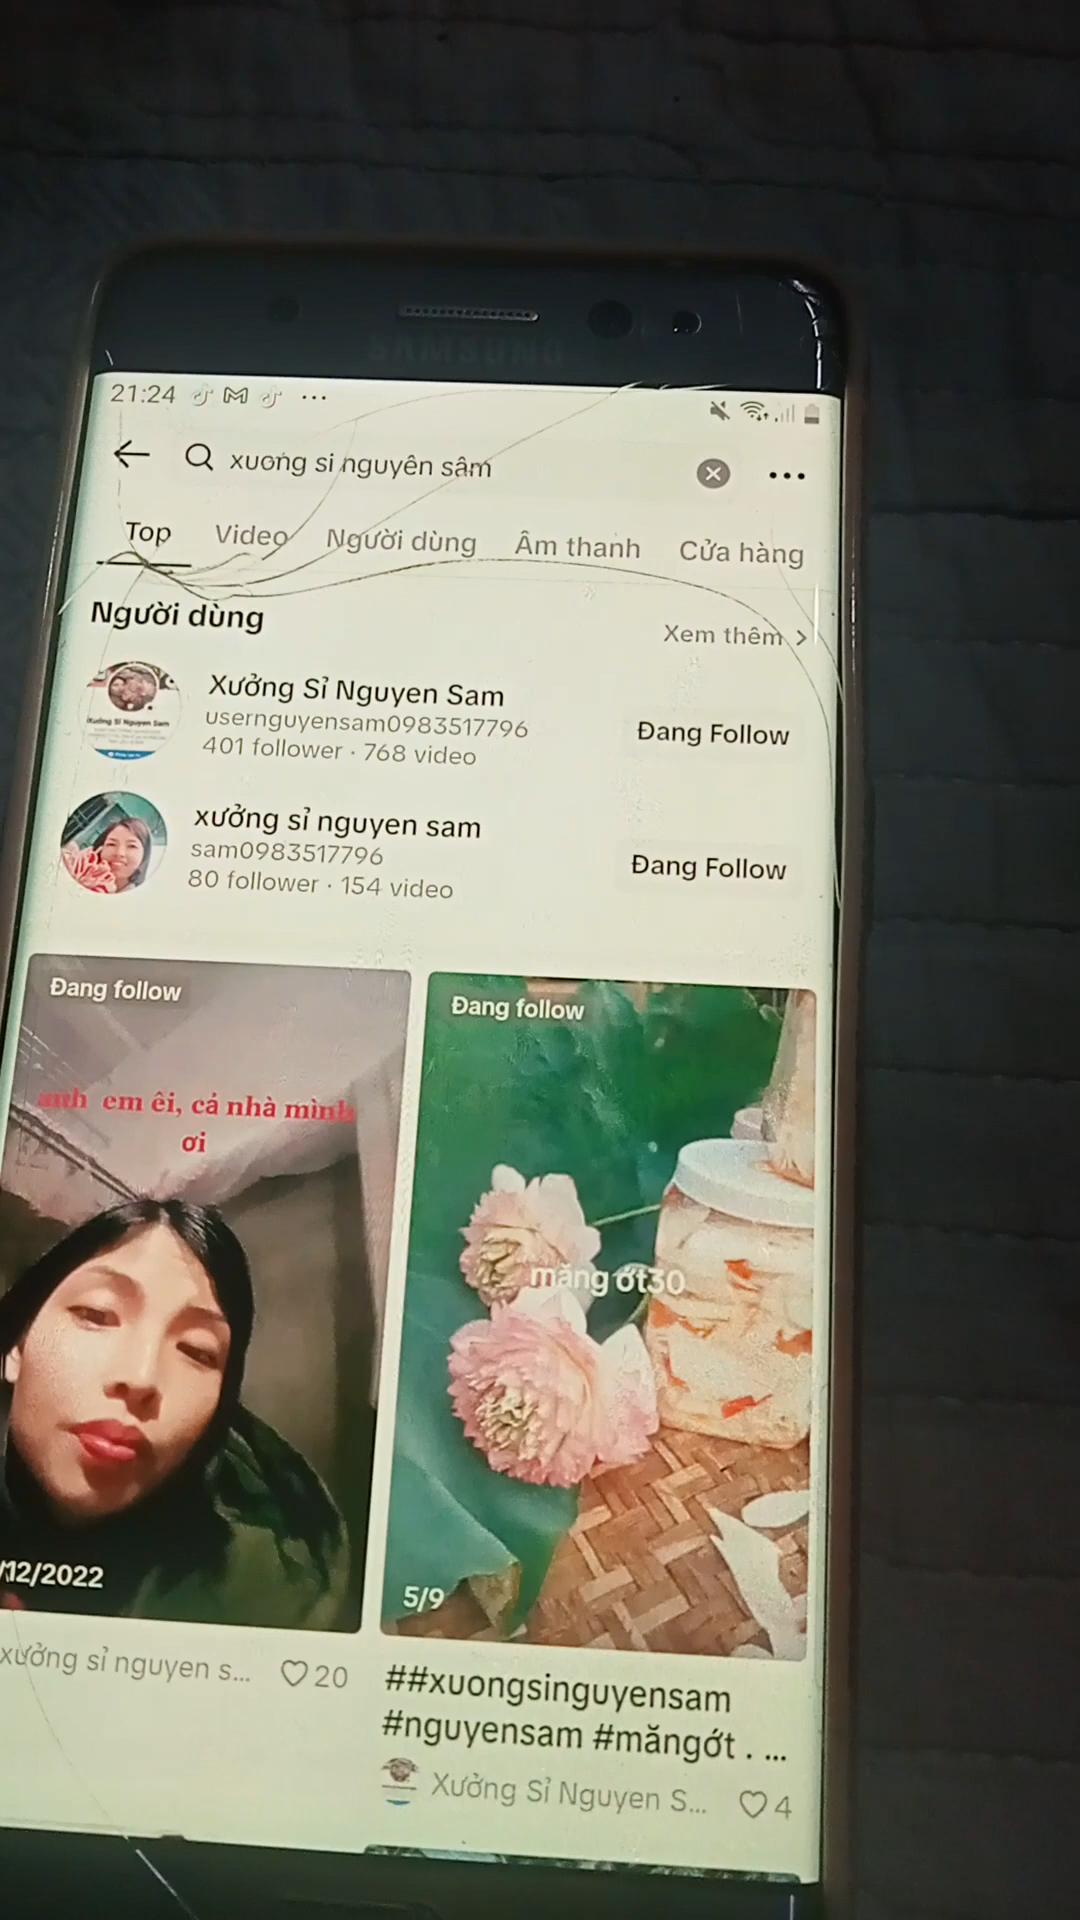 SAMSUNG
21:24
xuong si nguyên sâm
Top Video Người dùng Âm thanh Cửa hàng
Người dùng
Xem thêm
Xưởng Sỉ Nguyen Sam
usernguyensam0983517796
401 follower · 768 video
Đang Follow
xưởng sỉ nguyen sam
sam0983517796
80 follower · 154 video
Đang Follow
Đang follow
anh em êi, cả nhà mình
ơi
/12/2022
xưởng sỉ nguyen s...
20
Đang follow
măng ớt30
5/9
##xuongsinguyensam
#nguyensam #măngớt . ...
Xưởng Sỉ Nguyen S...
4